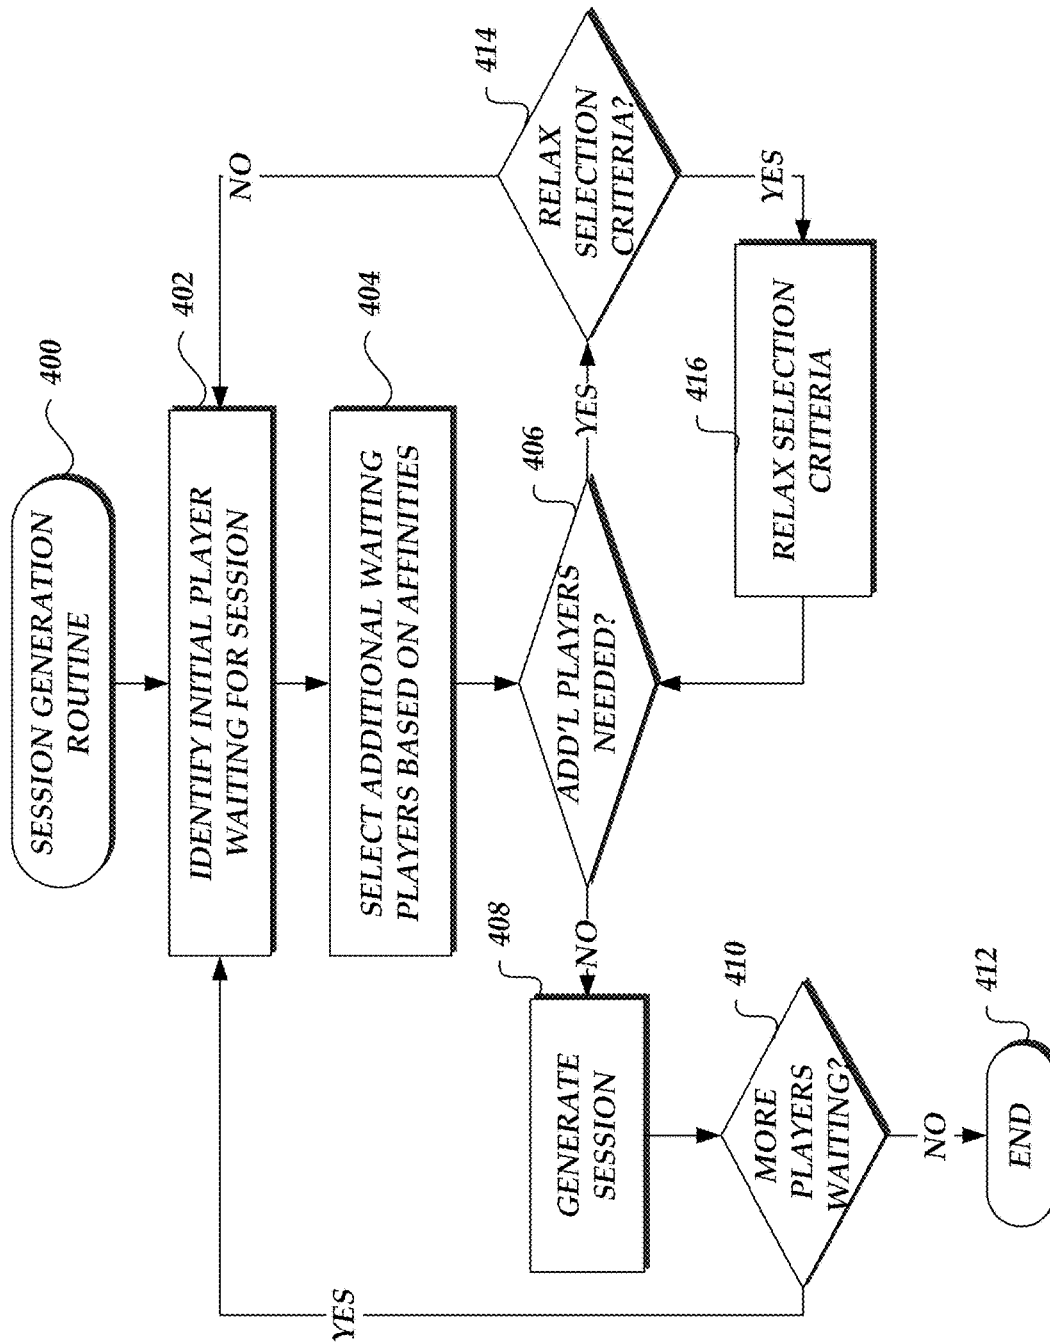 SESSION GENERATION
ROUTINE
400
IDENTIFY INITIAL PLAYER
WAITING FOR SESSION
402
SELECT ADDITIONAL WAITING
PLAYERS BASED ON AFFINITIES
404
ADD'L PLAYERS
NEEDED?
406
NO
YES
GENERATE
SESSION
408
MORE
PLAYERS
WAITING?
410
YES
NO
END
412
RELAX
SELECTION
CRITERIA?
414
NO
YES
RELAX SELECTION
CRITERIA
416